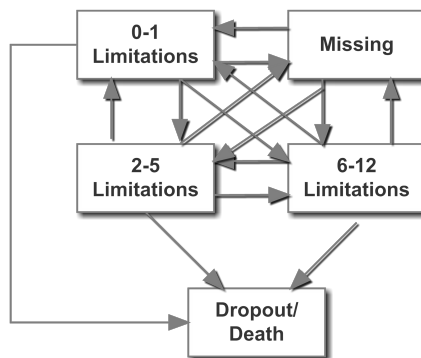 0-1
Limitations
Missing
2-5
Limitations
6-12
Limitations
Dropout/
Death